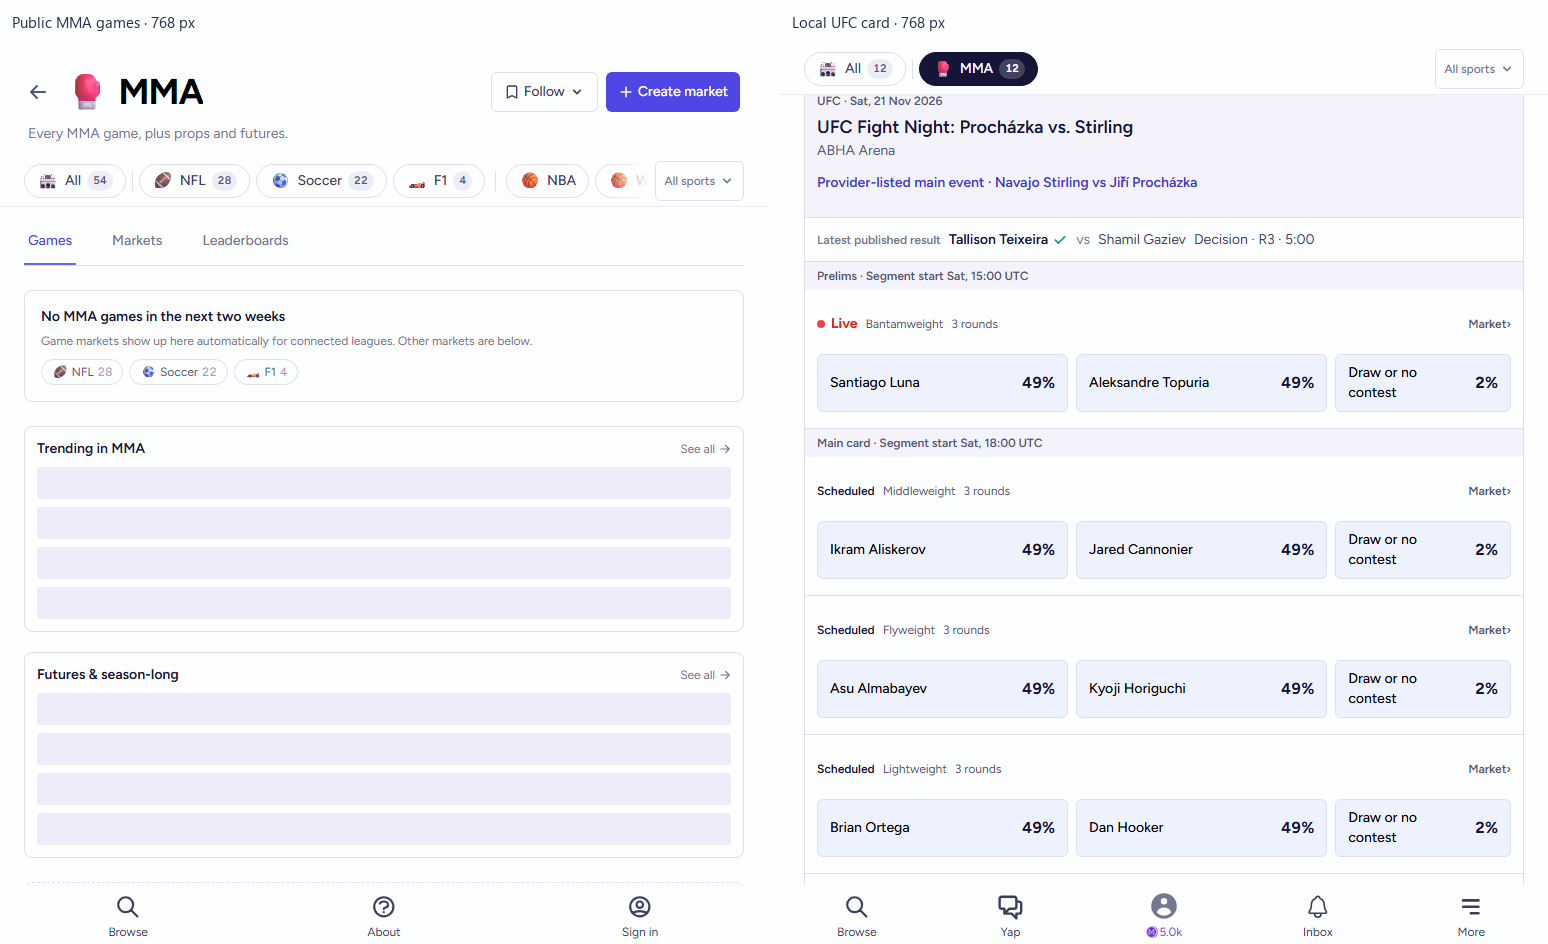 Public MMA games · 768 px
MMA
Follow
Create market
Every MMA game, plus props and futures.
All 54
NFL 28
Soccer 22
F1 4
NBA
W
All sports
Games
Markets
Leaderboards
No MMA games in the next two weeks
Game markets show up here automatically for connected leagues. Other markets are below.
NFL 28
Soccer 22
F1 4
Trending in MMA
See all →
Futures & season-long
See all →
Browse
About
Sign in
Local UFC card · 768 px
All 12
MMA 12
All sports
UFC · Sat, 21 Nov 2026
UFC Fight Night: Procházka vs. Stirling
ABHA Arena
Provider-listed main event · Navajo Stirling vs Jiří Procházka
Latest published result Tallison Teixeira ✓ vs Shamil Gaziev Decision · R3 · 5:00
Prelims · Segment start Sat, 15:00 UTC
Live Bantamweight 3 rounds
Market›
Santiago Luna 49%
Aleksandre Topuria 49%
Draw or no
contest
2%
Main card · Segment start Sat, 18:00 UTC
Scheduled Middleweight 3 rounds
Market›
Ikram Aliskerov 49%
Jared Cannonier 49%
Draw or no
contest
2%
Scheduled Flyweight 3 rounds
Market›
Asu Almabayev 49%
Kyoji Horiguchi 49%
Draw or no
contest
2%
Scheduled Lightweight 3 rounds
Market›
Brian Ortega 49%
Dan Hooker 49%
Draw or no
contest
2%
Browse
Yap
5.0k
Inbox
More